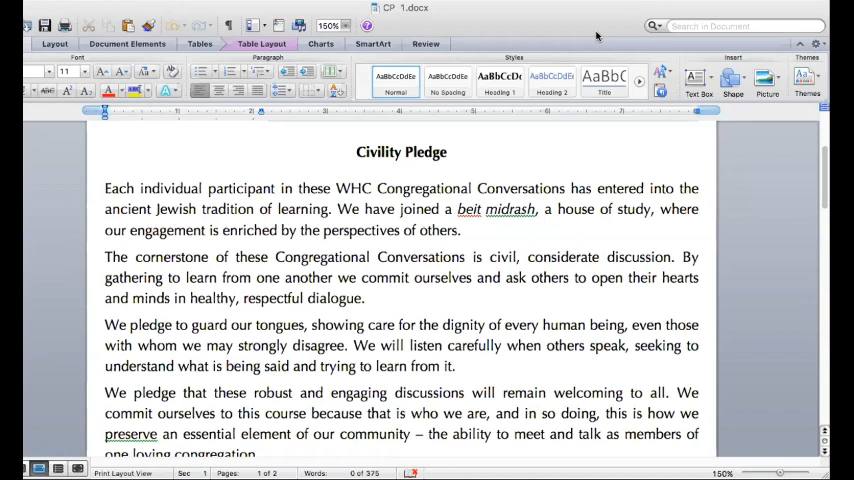 CP 1.docx
150%
Search in Document
Layout Document Elements Tables Table Layout Charts SmartArt Review
Font Paragraph Styles Insert Themes
11
AaBbCcDdEe AaBbCcDdEe AaBbCcDc AaBbCcDdEe AaBbC
Normal No Spacing Heading 1 Heading 2 Title
Text Box Shape Picture Themes
1 2 3 4 5 6 7
Civility Pledge
Each individual participant in these WHC Congregational Conversations has entered into the
ancient Jewish tradition of learning. We have joined a beit midrash, a house of study, where
our engagement is enriched by the perspectives of others.
The cornerstone of these Congregational Conversations is civil, considerate discussion. By
gathering to learn from one another we commit ourselves and ask others to open their hearts
and minds in healthy, respectful dialogue.
We pledge to guard our tongues, showing care for the dignity of every human being, even those
with whom we may strongly disagree. We will listen carefully when others speak, seeking to
understand what is being said and trying to learn from it.
We pledge that these robust and engaging discussions will remain welcoming to all. We
commit ourselves to this course because that is who we are, and in so doing, this is how we
preserve an essential element of our community – the ability to meet and talk as members of
one loving congregation.
Print Layout View Sec 1 Pages: 1 of 2 Words: 0 of 375 150%